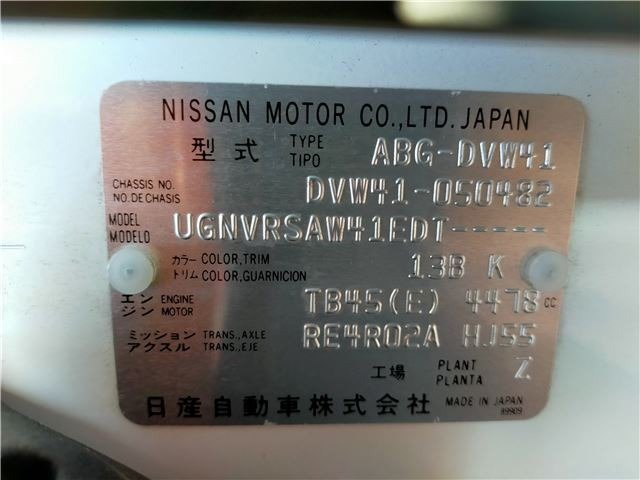 NISSAN MOTOR CO.,LTD. JAPAN
型式 TYPE TIPO ABG-DVW41
CHASSIS NO. NO. DE CHASIS DVW41-050482
MODEL MODELO UGNVRSAW41EDT-----
カラー COLOR,TRIM トリム COLOR,GUARNICION 13B K
エンジン ENGINE MOTOR TB45(E) 4478 CC
ミッション アクスル TRANS.,AXLE TRANS.,EJE RE4R02A HJ55
工場 PLANT PLANTA Z
日産自動車株式会社 MADE IN JAPAN
89909